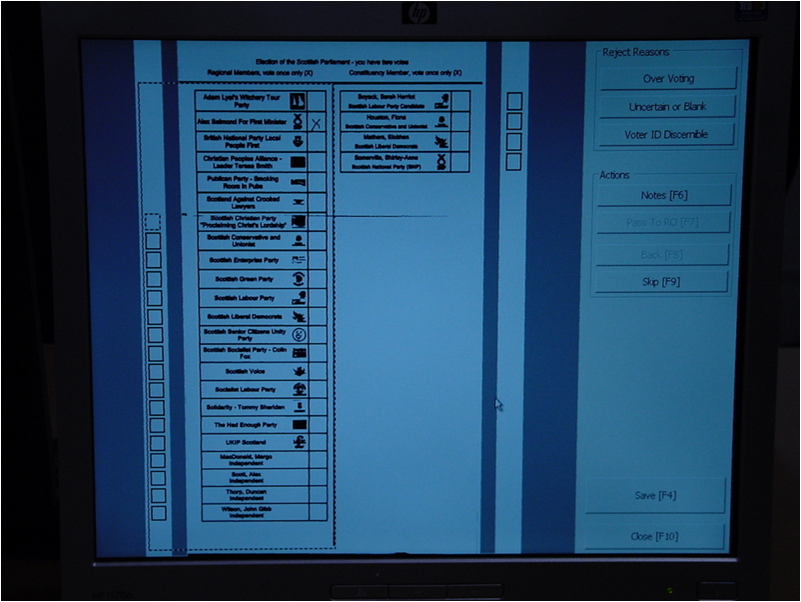 hp
Election of the Scottish Parliament - you have two votes
Regional Members, vote once only (X)
Constituency Member, vote once only (X)
Adam Lyal's Witchery Tour
Party
Alex Salmond For First Minister
British National Party Local
People First
Christian Peoples Alliance -
Leader Teresa Smith
Publican Party - Smoking
Room In Pubs
Scotland Against Crooked
Lawyers
Scottish Christian Party
"Proclaiming Christ's Lordship"
Scottish Conservative and
Unionist
Scottish Enterprise Party
Scottish Green Party
Scottish Labour Party
Scottish Liberal Democrats
Scottish Senior Citizens Unity
Party
Scottish Socialist Party - Colin
Fox
Scottish Voice
Socialist Labour Party
Solidarity - Tommy Sheridan
The Had Enough Party
UKIP Scotland
MacDonald, Margo
Independent
Scott, Alex
Independent
Thorp, Duncan
Independent
Wilson, John Gibb
Independent
Boyack, Sarah Herriot
Scottish Labour Party Candidate
Houston, Fiona
Scottish Conservative and Unionist
Mathers, Siobhan
Scottish Liberal Democrats
Somerville, Shirley-Anne
Scottish National Party (SNP)
Reject Reasons
Over Voting
Uncertain or Blank
Voter ID Discernible
Actions
Notes [F6]
Pass To RO [F7]
Back [F8]
Skip [F9]
Save [F4]
Close [F10]